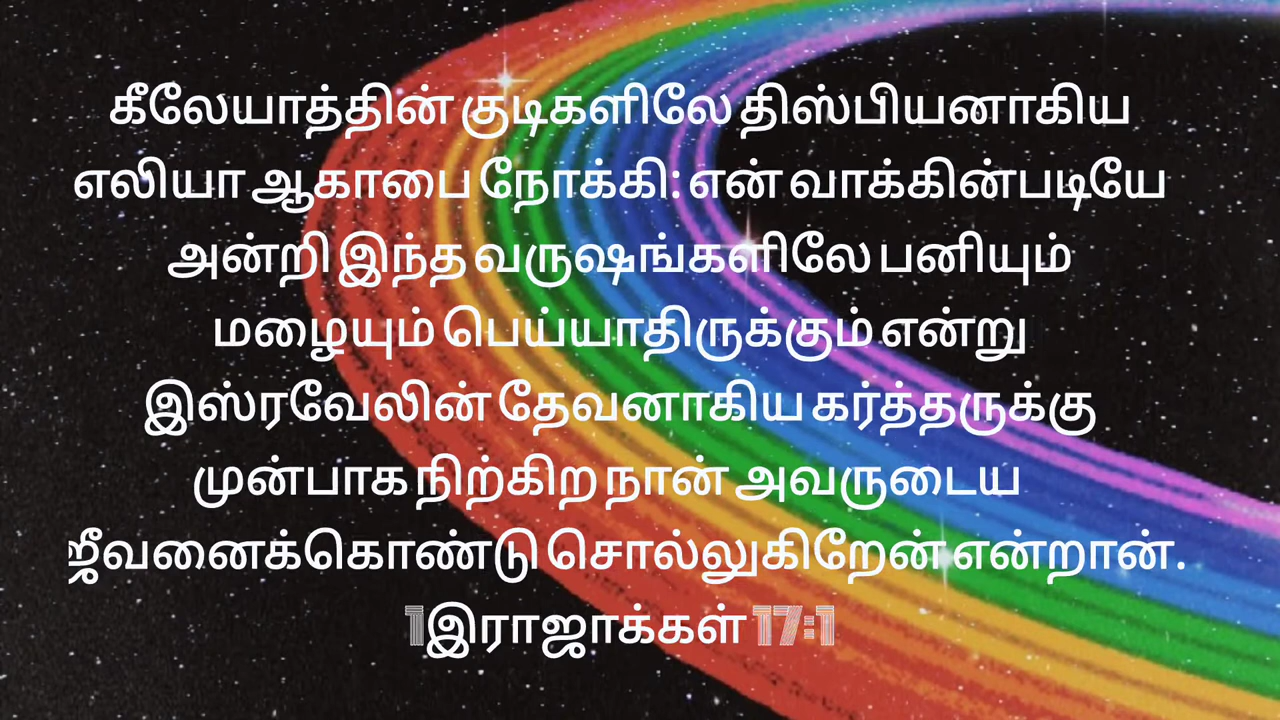 கீலேயாத்தின் குடிகளிலே திஸ்பியனாகிய
எலியா ஆகாபை நோக்கி: என் வாக்கின்படியே
அன்றி இந்த வருஷங்களிலே பனியும்
மழையும் பெய்யாதிருக்கும் என்று
இஸ்ரவேலின் தேவனாகிய கர்த்தருக்கு
முன்பாக நிற்கிற நான் அவருடைய
ஜீவனைக்கொண்டு சொல்லுகிறேன் என்றான்.
1இராஜாக்கள் 17:1